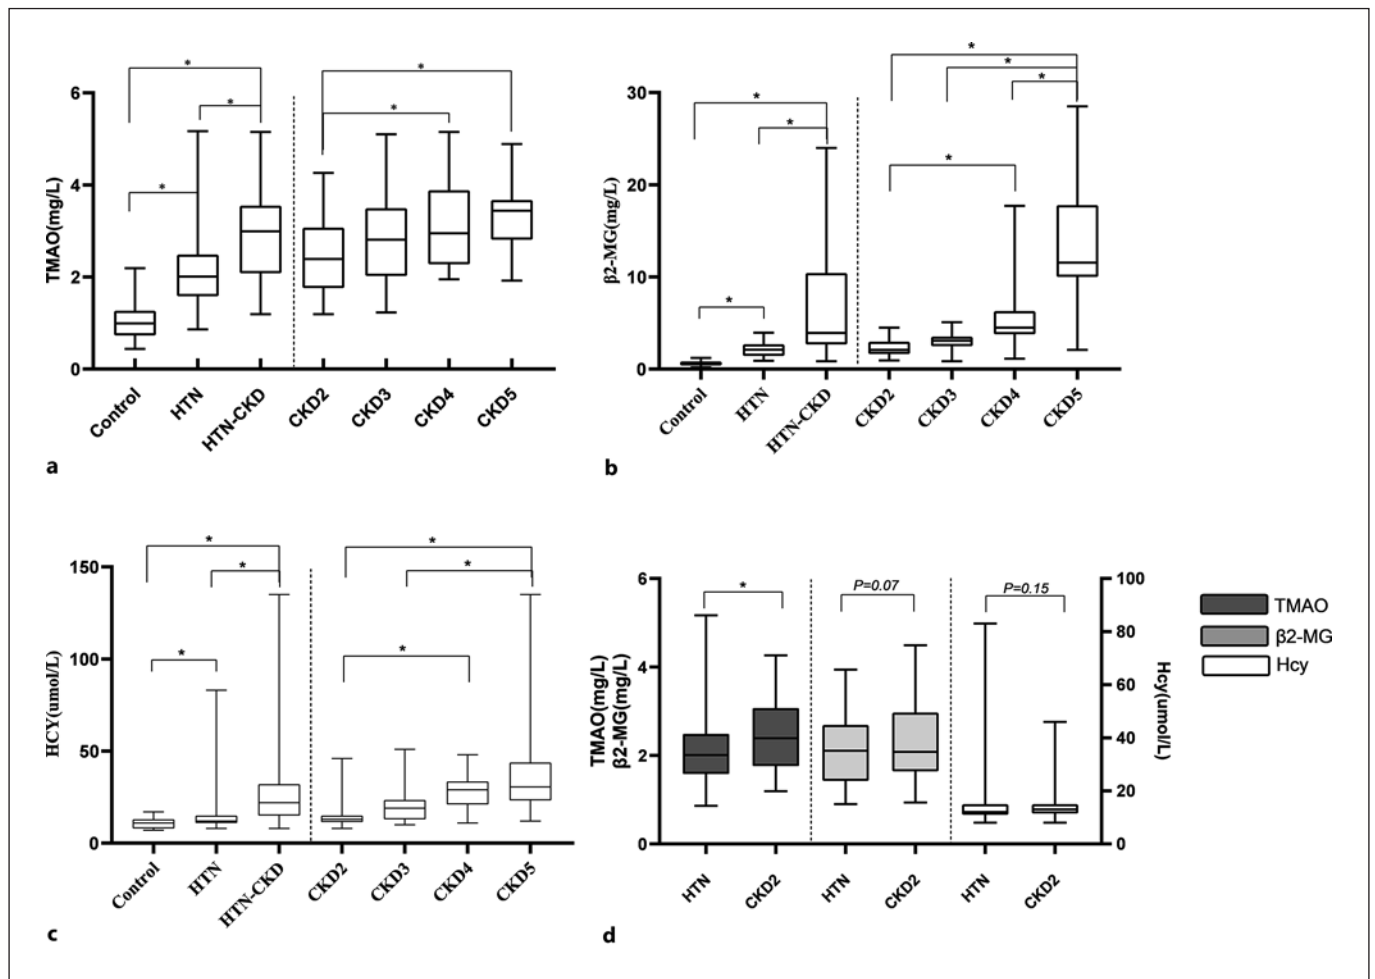 *
*
*
*
*
6
4
2
0
TMAO(mg/L)
Control
HTN
HTN-CKD
CKD2
CKD3
CKD4
CKD5
a
*
*
*
*
*
*
*
30
20
10
0
β2-MG(mg/L)
Control
HTN
HTN-CKD
CKD2
CKD3
CKD4
CKD5
b
*
*
*
*
*
*
150
100
50
0
HCY(umol/L)
Control
HTN
HTN-CKD
CKD2
CKD3
CKD4
CKD5
c
*
P=0.07
P=0.15
6
4
2
0
TMAO(mg/L)
β2-MG(mg/L)
100
80
60
40
20
0
Hcy(umol/L)
HTN
CKD2
HTN
CKD2
HTN
CKD2
TMAO
β2-MG
Hcy
d